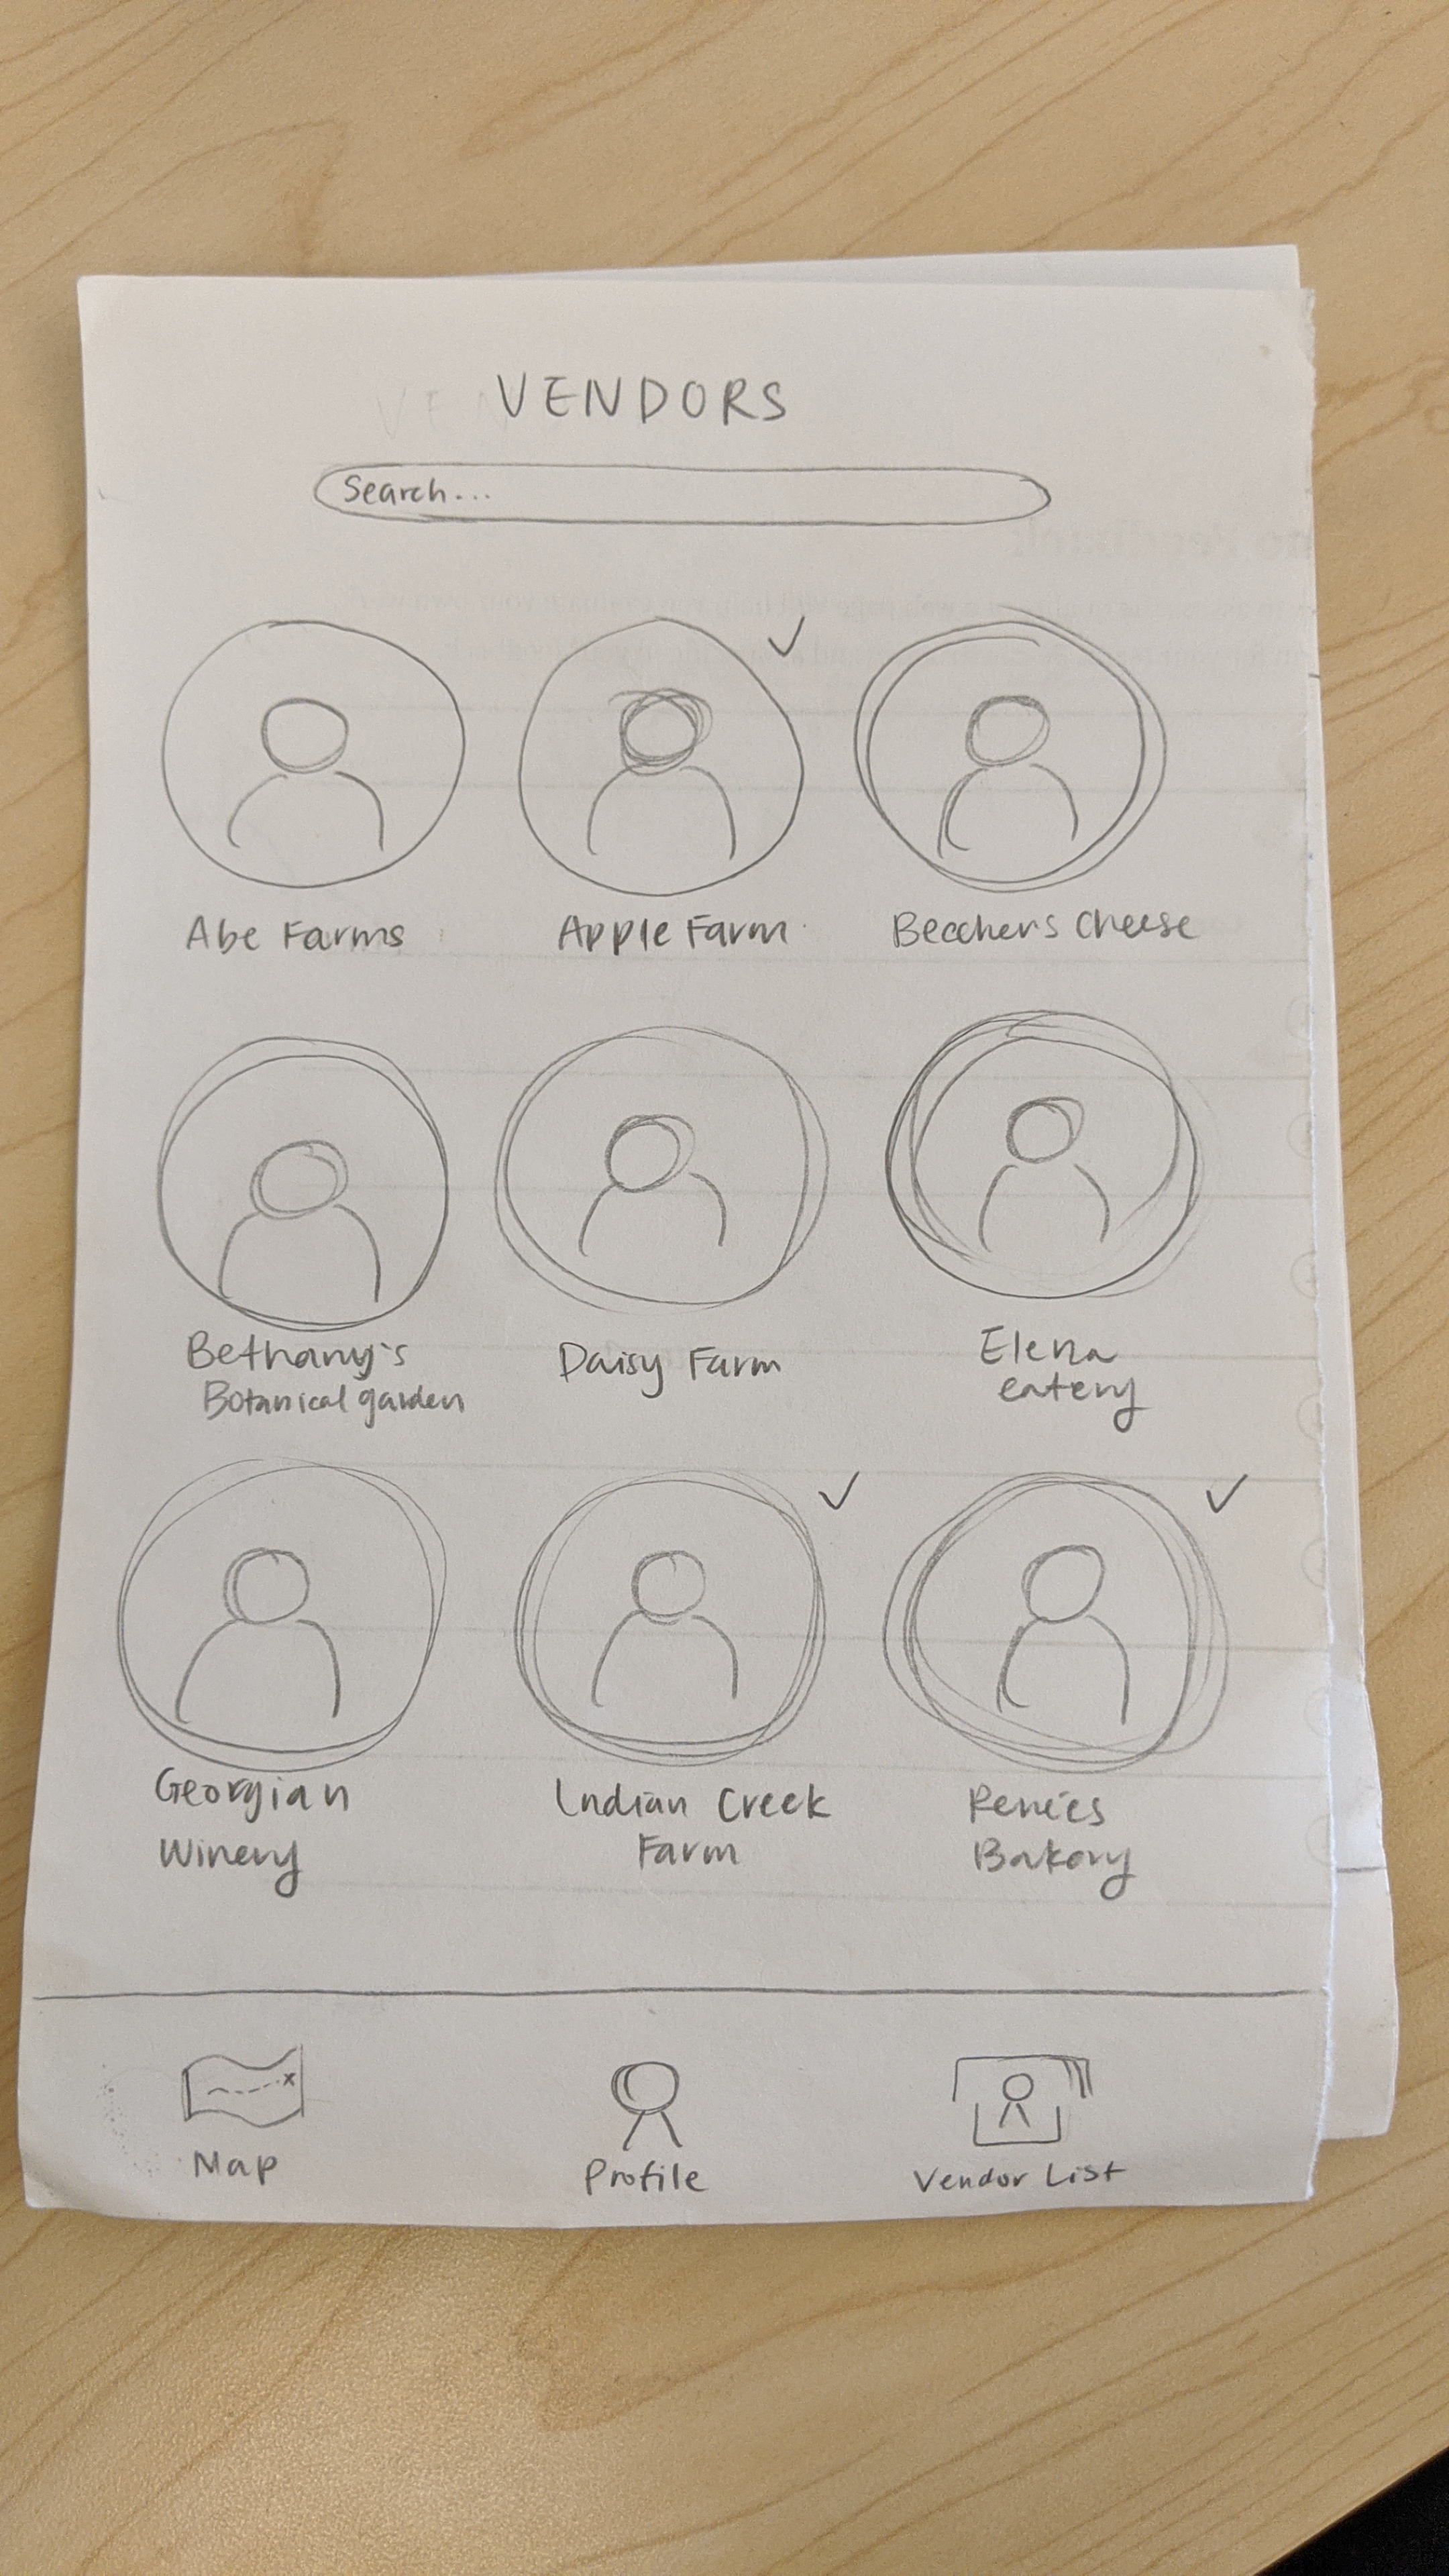 VENDORS
Search...
Abe Farms
Apple Farm
Beechers Cheese
Bethany's
Botanical garden
Daisy Farm
Elena
eatery
Georgian
Winery
Indian Creek
Farm
Renee's
Bakery
Map
Profile
Vendor List